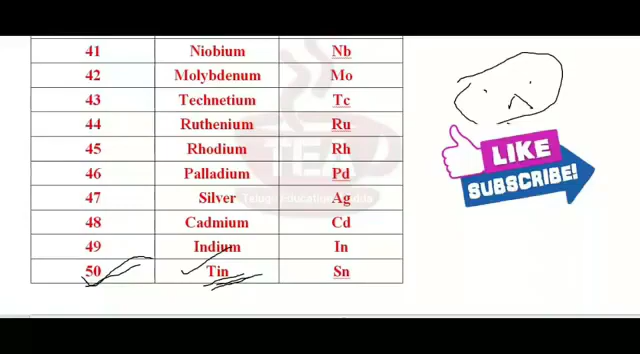 41 Niobium Nb
42 Molybdenum Mo
43 Technetium Tc
44 Ruthenium Ru
45 Rhodium Rh
46 Palladium Pd
47 Silver Ag
48 Cadmium Cd
49 Indium In
50 Tin Sn
TEA
LIKE
SUBSCRIBE!